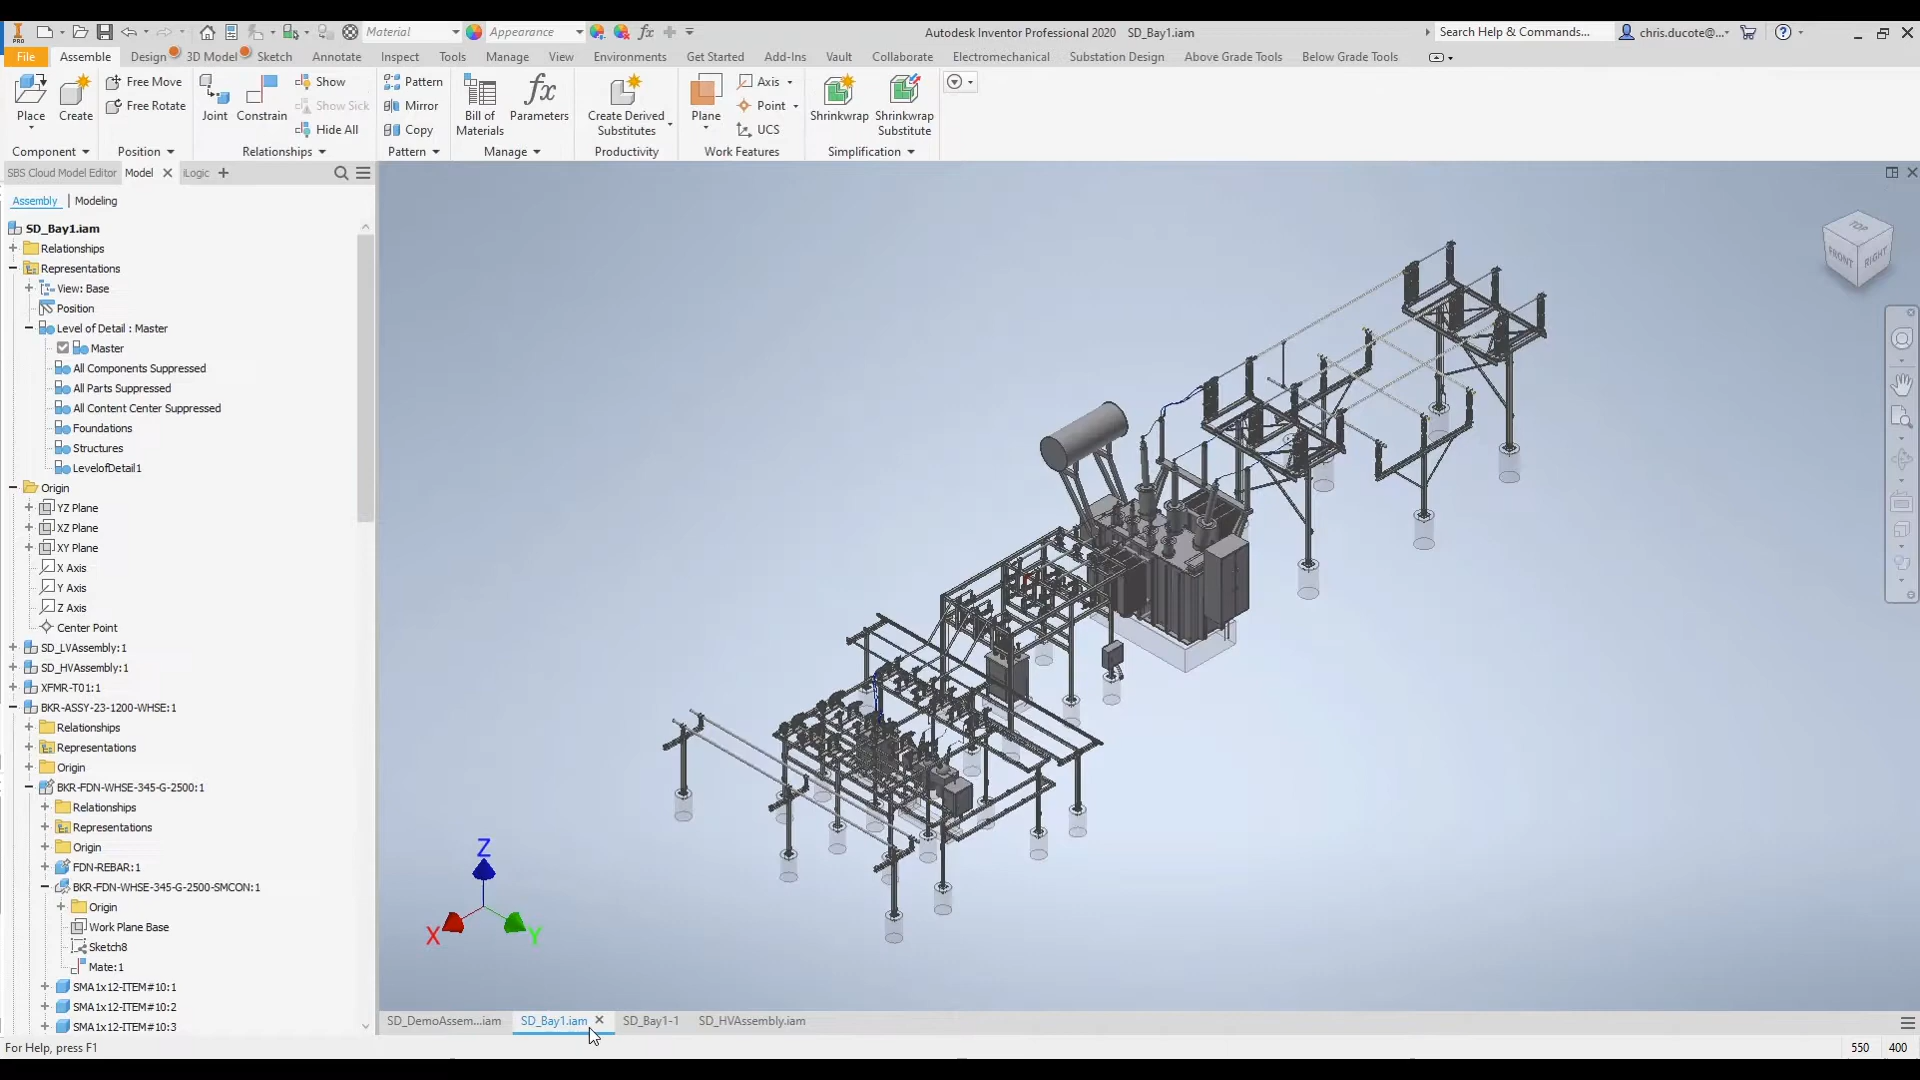 PRO
Material
Appearance
Autodesk Inventor Professional 2020 SD_Bay1.iam
Search Help & Commands...
chris.ducote@...
File Assemble Design 3D Model Sketch Annotate Inspect Tools Manage View Environments Get Started Add-Ins Vault Collaborate Electromechanical Substation Design Above Grade Tools Below Grade Tools
Place
Create
Free Move
Free Rotate
Joint
Constrain
Show
Show Sick
Hide All
Pattern
Mirror
Copy
Bill of
Materials
Parameters
Create Derived
Substitutes
Plane
Axis
Point
UCS
Shrinkwrap
Shrinkwrap
Substitute
Component Position Relationships Pattern Manage Productivity Work Features Simplification
SBS Cloud Model Editor Model iLogic
Assembly | Modeling
SD_Bay1.iam
Relationships
Representations
View: Base
Position
Level of Detail : Master
Master
All Components Suppressed
All Parts Suppressed
All Content Center Suppressed
Foundations
Structures
LevelofDetail1
Origin
YZ Plane
XZ Plane
XY Plane
X Axis
Y Axis
Z Axis
Center Point
SD_LVAssembly:1
SD_HVAssembly:1
XFMR-T01:1
BKR-ASSY-23-1200-WHSE:1
Relationships
Representations
Origin
BKR-FDN-WHSE-345-G-2500:1
Relationships
Representations
Origin
FDN-REBAR:1
BKR-FDN-WHSE-345-G-2500-SMCON:1
Origin
Work Plane Base
Sketch8
Mate:1
SMA1x12-ITEM#10:1
SMA1x12-ITEM#10:2
SMA1x12-ITEM#10:3
TOP
FRONT
RIGHT
Z
X
Y
SD_DemoAssem...iam SD_Bay1.iam SD_Bay1-1 SD_HVAssembly.iam
For Help, press F1
550 400